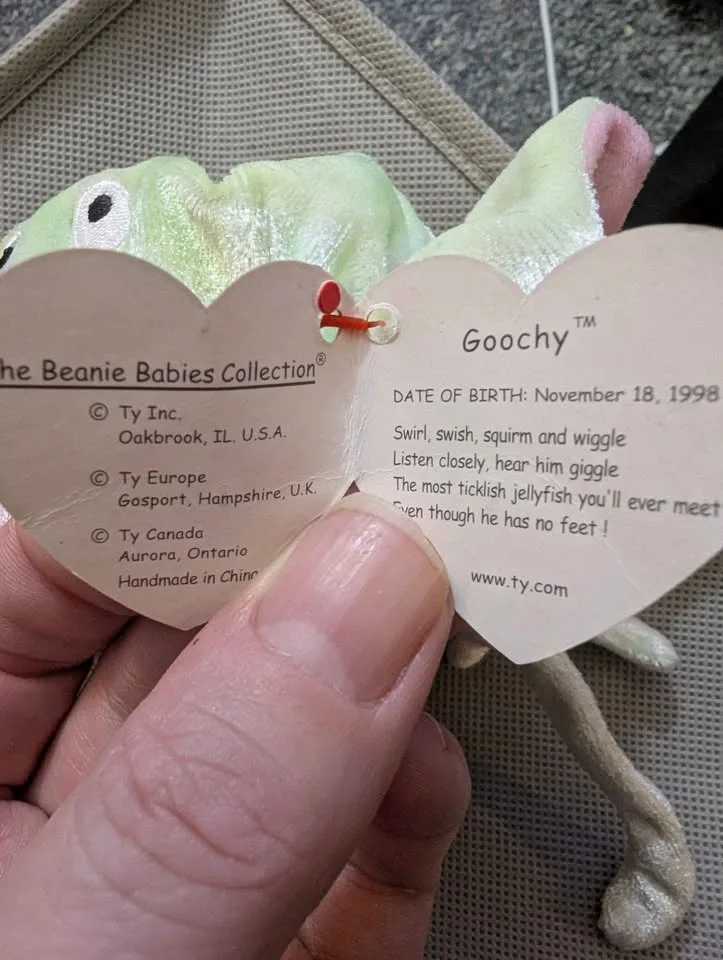 he Beanie Babies Collection®
© Ty Inc.
Oakbrook, IL. U.S.A.
© Ty Europe
Gosport, Hampshire, U.K.
© Ty Canada
Aurora, Ontario
Handmade in Chin
Goochy™
DATE OF BIRTH: November 18, 1998
Swirl, swish, squirm and wiggle
Listen closely, hear him giggle
The most ticklish jellyfish you'll ever meet
Even though he has no feet !
www.ty.com